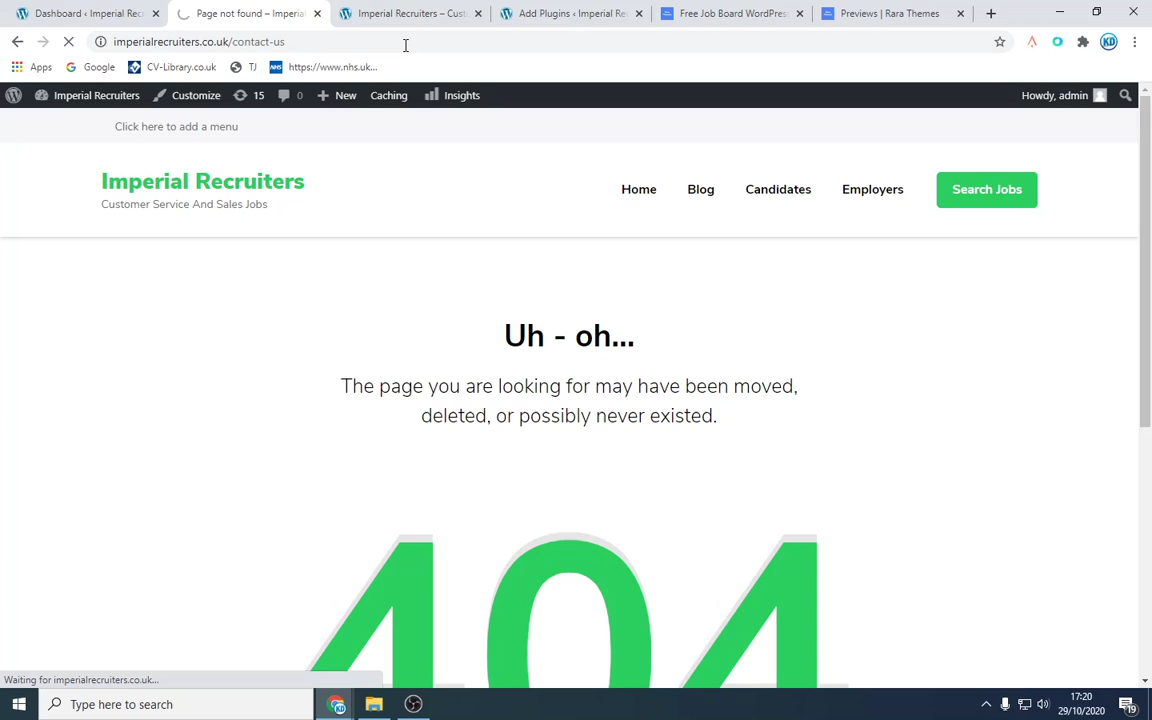 Dashboard ‹ Imperial Rec
Page not found – Imperia
Imperial Recruiters – Cust
Add Plugins ‹ Imperial Re
Free Job Board WordPress
Previews | Rara Themes
imperialrecruiters.co.uk/contact-us
KD
Apps
Google
CV-Library.co.uk
TJ
NHS
https://www.nhs.uk...
Imperial Recruiters
Customize
15
0
New
Caching
Insights
Howdy, admin
Click here to add a menu
Imperial Recruiters
Customer Service And Sales Jobs
Home
Blog
Candidates
Employers
Search Jobs
Uh - oh...
The page you are looking for may have been moved,
deleted, or possibly never existed.
404
Waiting for imperialrecruiters.co.uk...
Type here to search
17:20
29/10/2020
19